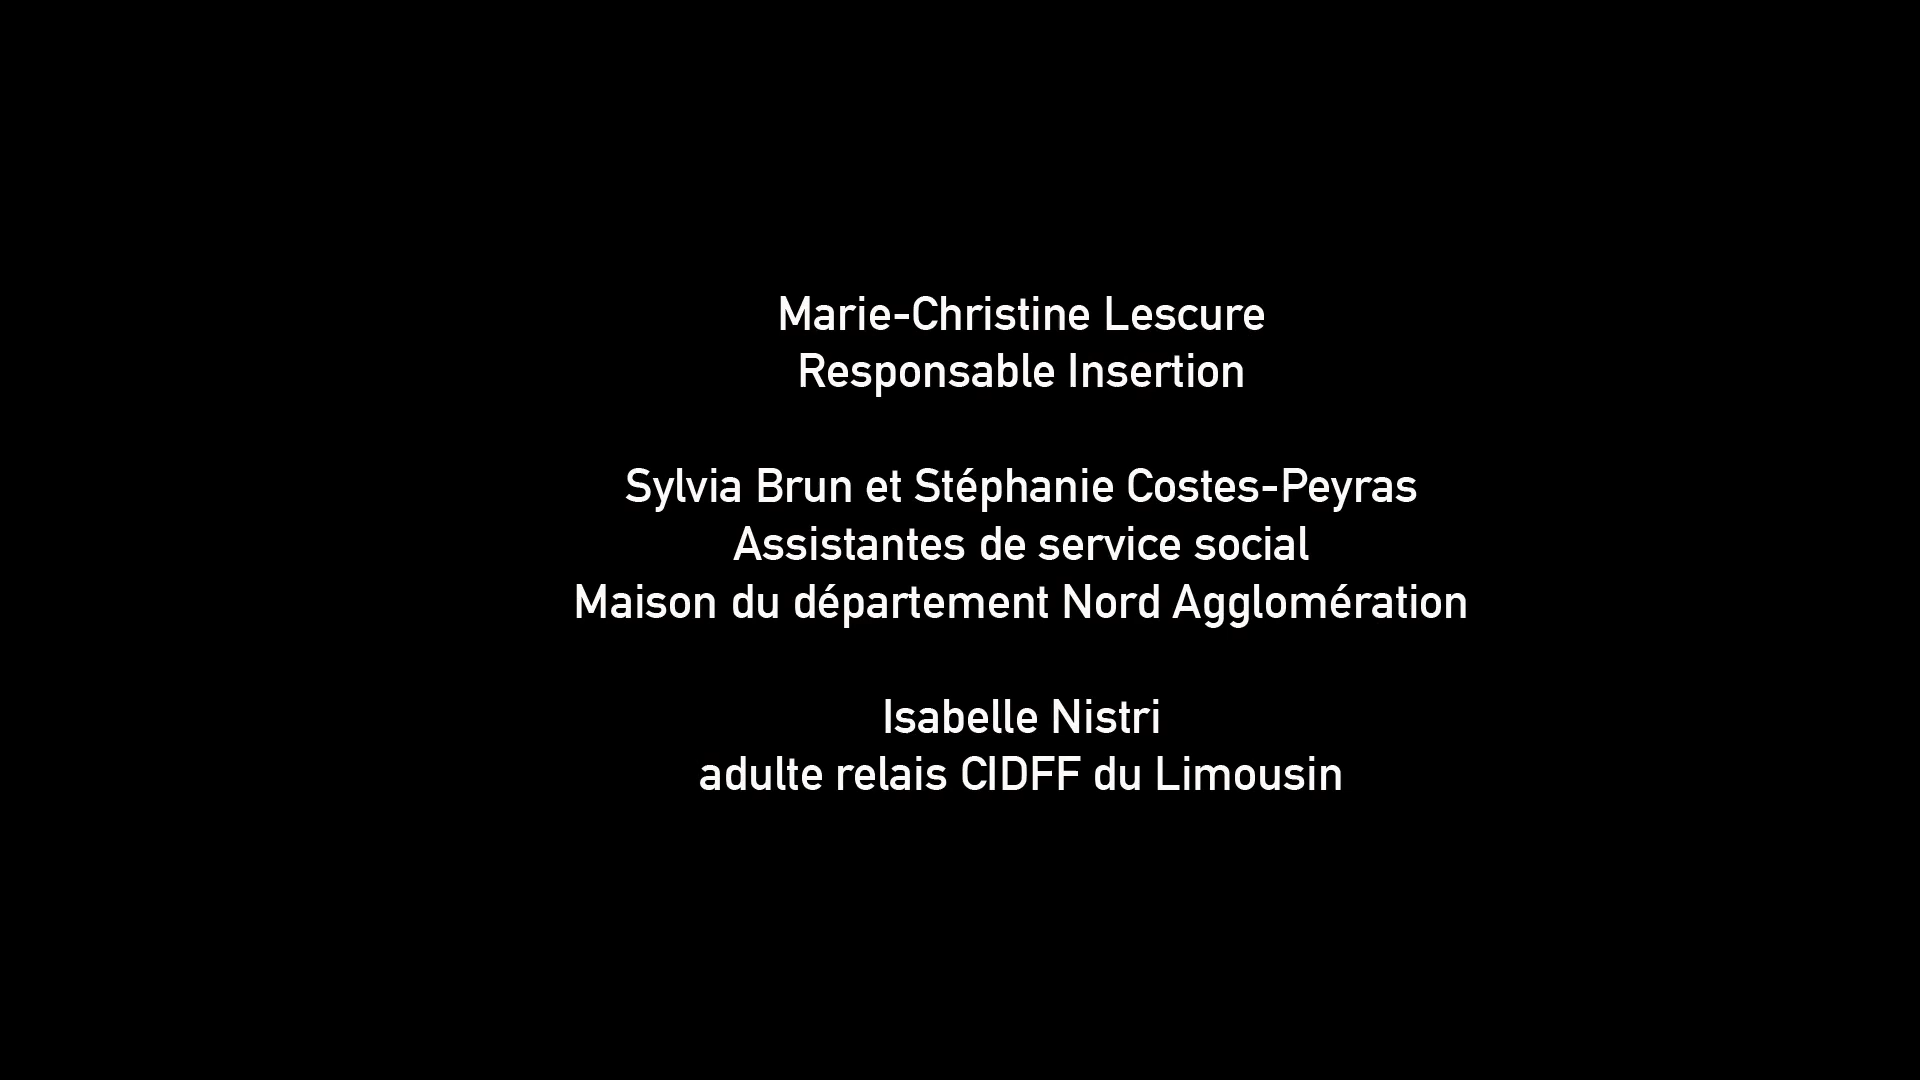 Marie-Christine Lescure
Responsable Insertion
Sylvia Brun et Stéphanie Costes-Peyras
Assistantes de service social
Maison du département Nord Agglomération
Isabelle Nistri
adulte relais CIDFF du Limousin